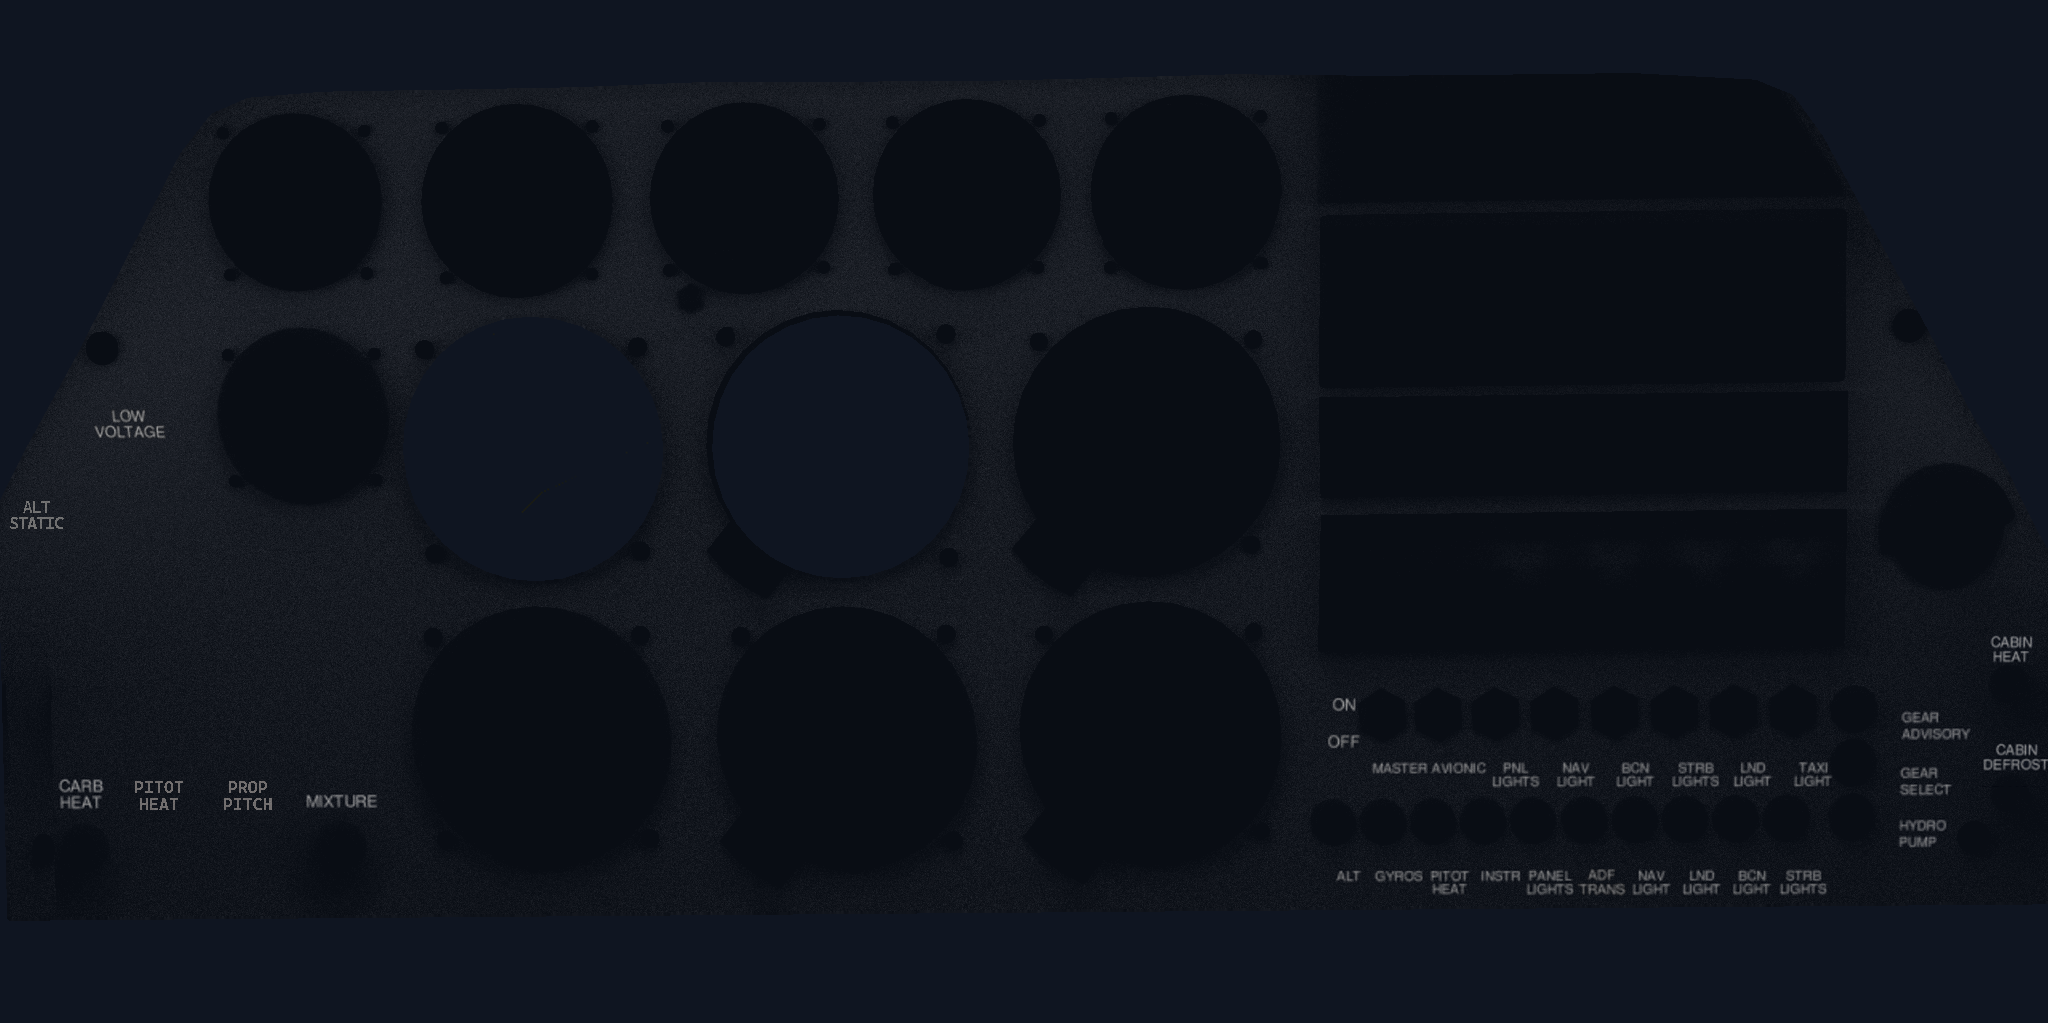 LOW
VOLTAGE
ALT
STATIC
CARB
HEAT
PITOT
HEAT
PROP
PITCH
MIXTURE
ON
OFF
MASTER
AVIONIC
PNL
LIGHTS
NAV
LIGHT
BCN
LIGHT
STRB
LIGHTS
LND
LIGHT
TAXI
LIGHT
ALT
GYROS
PITOT
HEAT
INSTR
PANEL
LIGHTS
ADF
TRANS
NAV
LIGHT
LND
LIGHT
BCN
LIGHT
STRB
LIGHTS
GEAR
ADVISORY
GEAR
SELECT
HYDRO
PUMP
CABIN
HEAT
CABIN
DEFROST